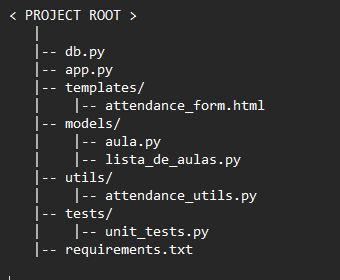 < PROJECT ROOT >
   |
   |-- db.py
   |-- app.py
   |-- templates/
   |    |-- attendance_form.html
   |-- models/
   |    |-- aula.py
   |    |-- lista_de_aulas.py
   |-- utils/
   |    |-- attendance_utils.py
   |-- tests/
   |    |-- unit_tests.py
   |-- requirements.txt